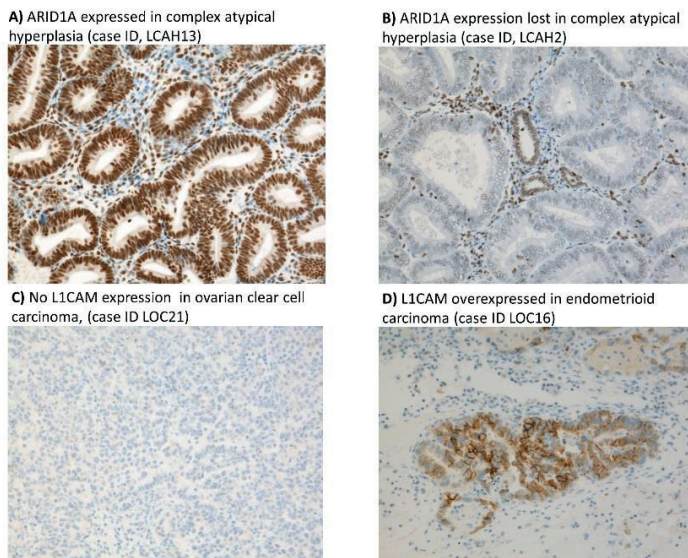 A) ARID1A expressed in complex atypical
hyperplasia (case ID, LCAH13)
B) ARID1A expression lost in complex atypical
hyperplasia (case ID, LCAH2)
C) No L1CAM expression in ovarian clear cell
carcinoma, (case ID LOC21)
D) L1CAM overexpressed in endometrioid
carcinoma (case ID LOC16)